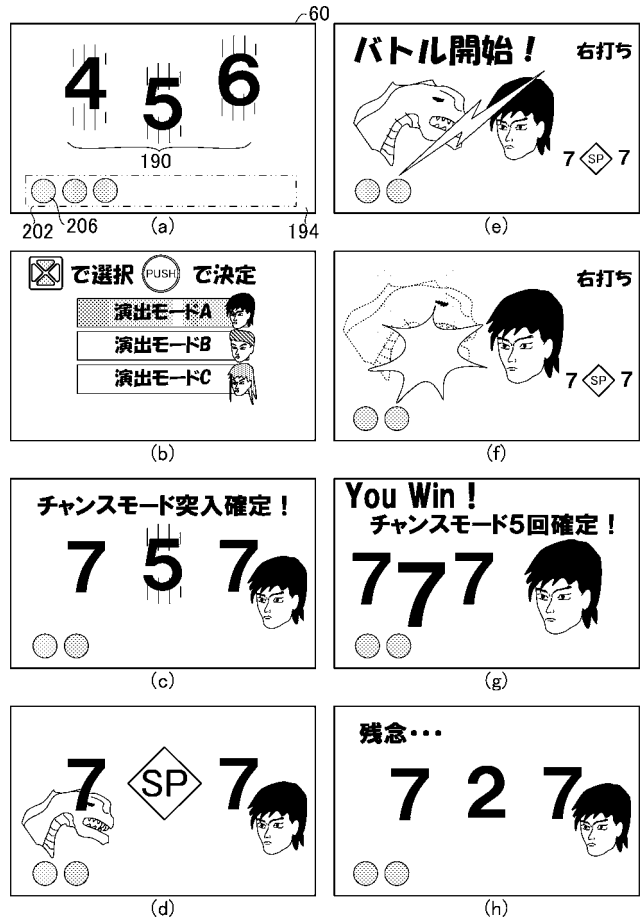 60
4 5 6
190
202 206 194
(a)
で選択 PUSH で決定
演出モードA
演出モードB
演出モードC
(b)
チャンスモード突入確定！
7 5 7
(c)
7 SP 7
(d)
バトル開始！ 右打ち
7 SP 7
(e)
右打ち
7 SP 7
(f)
You Win！
チャンスモード5回確定！
7 7 7
(g)
残念・・・
7 2 7
(h)